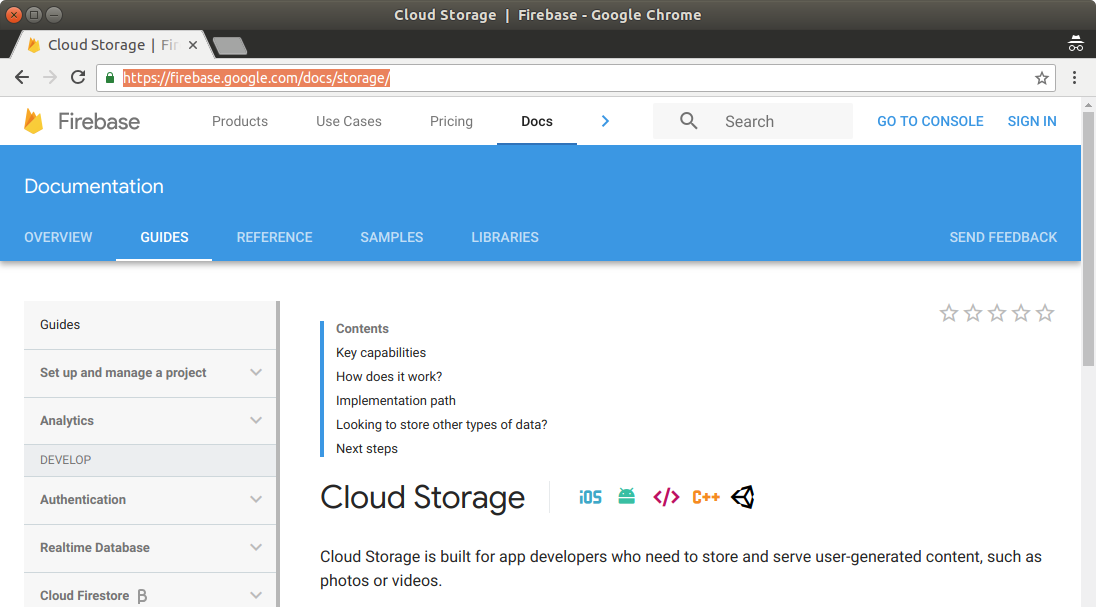 Cloud Storage | Firebase - Google Chrome
Cloud Storage | Fir
https://firebase.google.com/docs/storage/
Firebase Products Use Cases Pricing Docs Search GO TO CONSOLE SIGN IN
Documentation
OVERVIEW GUIDES REFERENCE SAMPLES LIBRARIES SEND FEEDBACK
Guides
Set up and manage a project
Analytics
DEVELOP
Authentication
Realtime Database
Cloud Firestore β
Contents
Key capabilities
How does it work?
Implementation path
Looking to store other types of data?
Next steps
Cloud Storage iOS </> C++
Cloud Storage is built for app developers who need to store and serve user-generated content, such as
photos or videos.